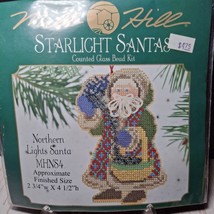 Mill Hill
STARLIGHT SANTAS
Counted Glass Bead Kit
Northern
Lights Santa
MHNS4
Approximate
Finished Size
2 3/4" w X 4 1/2" h